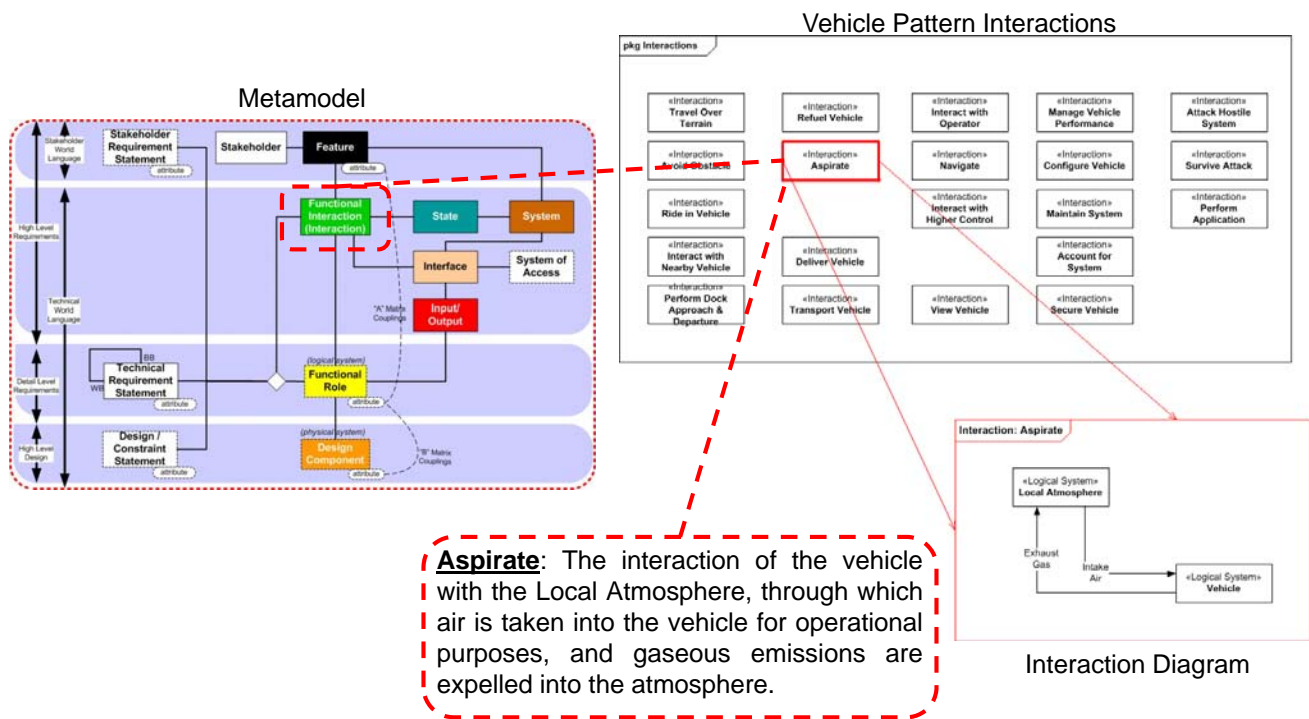 Vehicle Pattern Interactions
pkg Interactions
«Interaction»
Travel Over
Terrain
«Interaction»
Refuel Vehicle
«Interaction»
Interact with
Operator
«Interaction»
Manage Vehicle
Performance
«Interaction»
Attack Hostile
System
«Interaction»
Avoid Obstacle
«Interaction»
Aspirate
«Interaction»
Navigate
«Interaction»
Configure Vehicle
«Interaction»
Survive Attack
«Interaction»
Ride in Vehicle
«Interaction»
Interact with
Higher Control
«Interaction»
Maintain System
«Interaction»
Perform
Application
«Interaction»
Interact with
Nearby Vehicle
«Interaction»
Deliver Vehicle
«Interaction»
Account for
System
«Interaction»
Perform Dock
Approach &
Departure
«Interaction»
Transport Vehicle
«Interaction»
View Vehicle
«Interaction»
Secure Vehicle
Metamodel
Stakeholder
World
Language
High Level
Requirements
Technical
World
Language
Detail Level
Requirements
High Level
Design
Stakeholder
Requirement
Statement
attribute
Stakeholder
Feature
attribute
Functional
Interaction
(Interaction)
State
System
Interface
System of
Access
"A" Matrix
Couplings
Input/
Output
BB
WB
Technical
Requirement
Statement
attribute
(logical system)
Functional
Role
attribute
Design /
Constraint
Statement
attribute
(physical system)
Design
Component
attribute
"B" Matrix
Couplings
Aspirate: The interaction of the vehicle
with the Local Atmosphere, through which
air is taken into the vehicle for operational
purposes, and gaseous emissions are
expelled into the atmosphere.
Interaction: Aspirate
«Logical System»
Local Atmosphere
Exhaust
Gas
Intake
Air
«Logical System»
Vehicle
Interaction Diagram